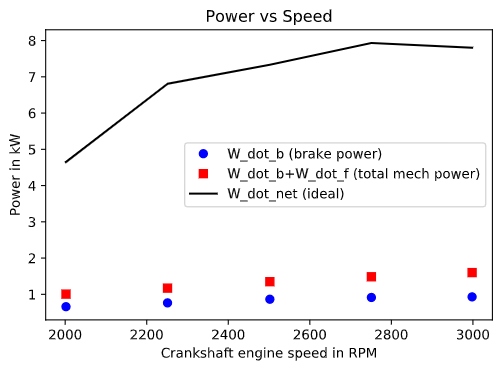 Power vs Speed
8
7
6
5
4
3
2
1
Power in kW
W_dot_b (brake power)
W_dot_b+W_dot_f (total mech power)
W_dot_net (ideal)
2000 2200 2400 2600 2800 3000
Crankshaft engine speed in RPM